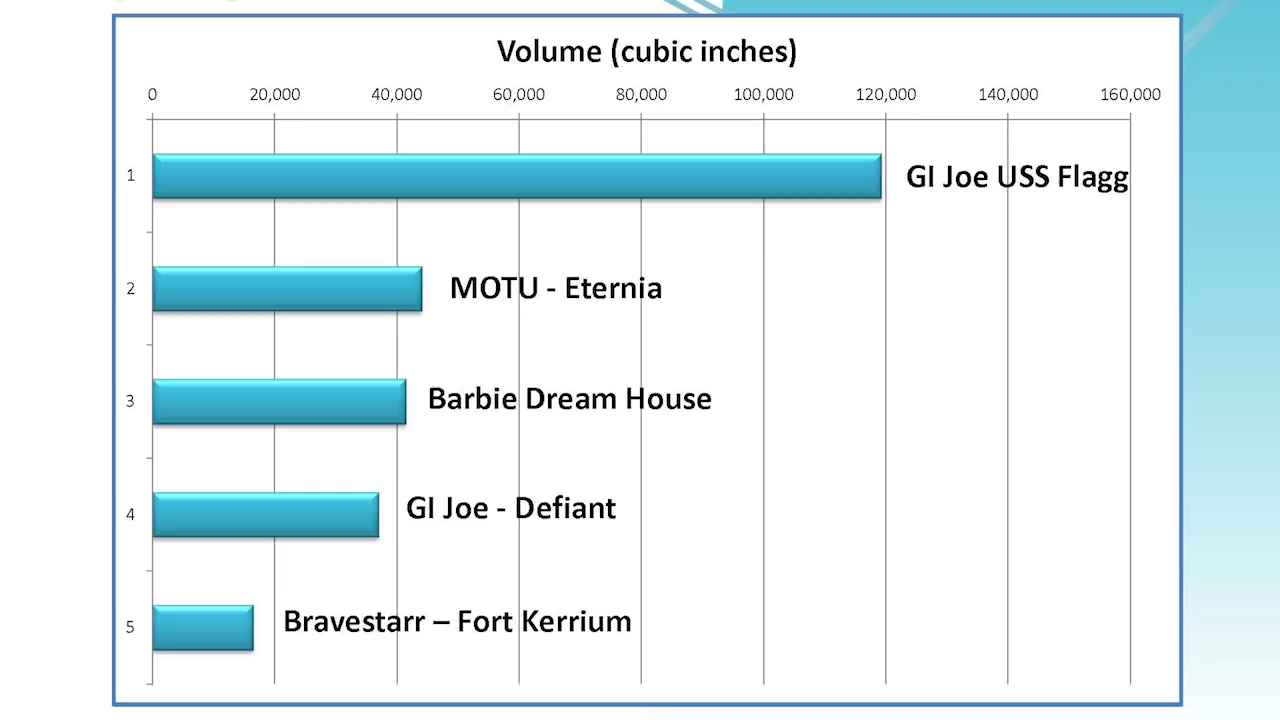 Volume (cubic inches)
0 20,000 40,000 60,000 80,000 100,000 120,000 140,000 160,000
1 GI Joe USS Flagg
2 MOTU - Eternia
3 Barbie Dream House
4 GI Joe - Defiant
5 Bravestarr – Fort Kerrium